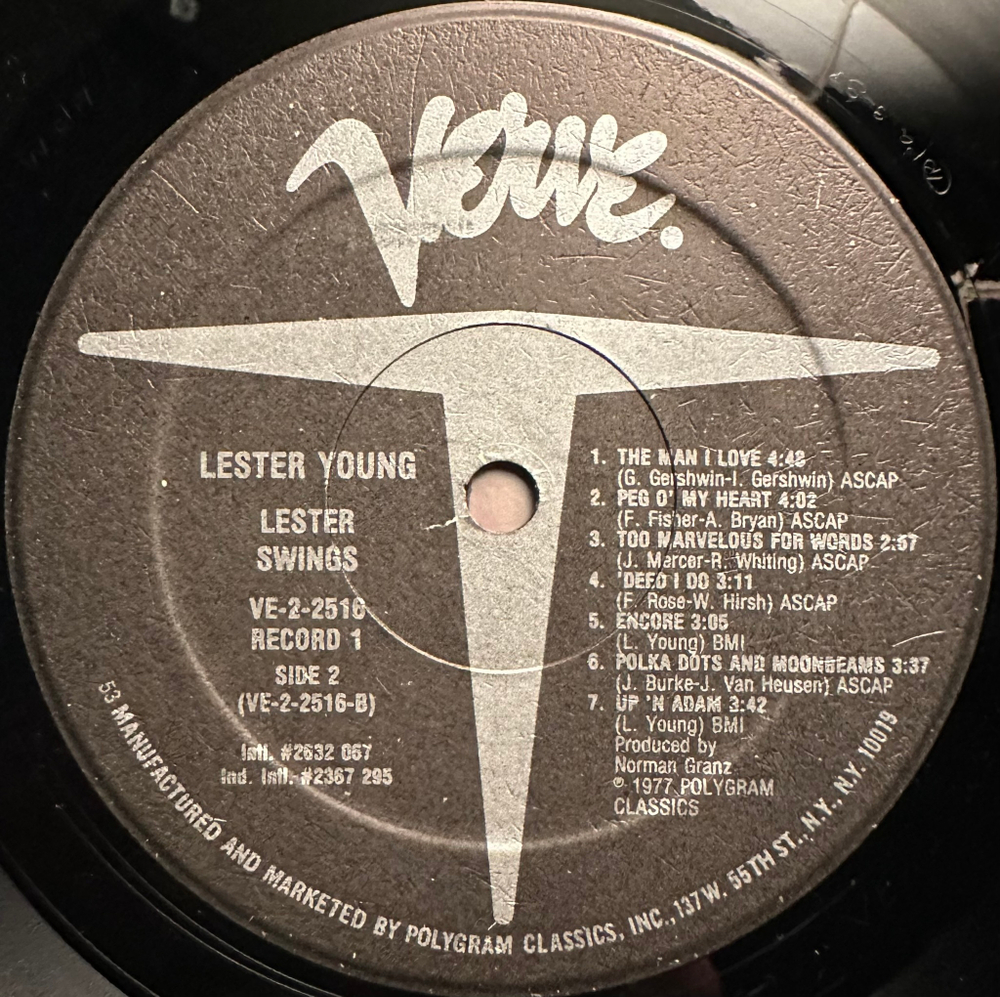 Verve.
LESTER YOUNG
LESTER
SWINGS
VE-2-2516
RECORD 1
SIDE 2
(VE-2-2516-B)
Intl. #2632 067
Ind. Intl. #2367 295
1. THE MAN I LOVE 4:48
(G. Gershwin-I. Gershwin) ASCAP
2. PEG O' MY HEART 4:02
(F. Fisher-A. Bryan) ASCAP
3. TOO MARVELOUS FOR WORDS 2:57
(J. Mercer-R. Whiting) ASCAP
4. 'DEED I DO 3:11
(F. Rose-W. Hirsh) ASCAP
5. ENCORE 3:05
(L. Young) BMI
6. POLKA DOTS AND MOONBEAMS 3:37
(J. Burke-J. Van Heusen) ASCAP
7. UP 'N ADAM 3:42
(L. Young) BMI
Produced by
Norman Granz
℗ 1977 POLYGRAM
CLASSICS
53 MANUFACTURED AND MARKETED BY POLYGRAM CLASSICS, INC., 137 W. 55TH ST., N.Y., N.Y. 10019